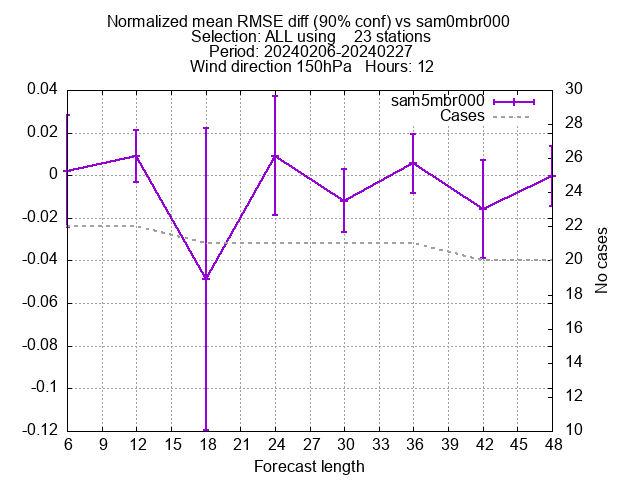 Normalized mean RMSE diff (90% conf) vs sam0mbr000
Selection: ALL using    23 stations
Period: 20240206-20240227
Wind direction 150hPa   Hours: 12
sam5mbr000
Cases
0.04
0.02
0
-0.02
-0.04
-0.06
-0.08
-0.1
-0.12
30
28
26
24
22
20
18
16
14
12
10
No cases
6 9 12 15 18 21 24 27 30 33 36 39 42 45 48
Forecast length